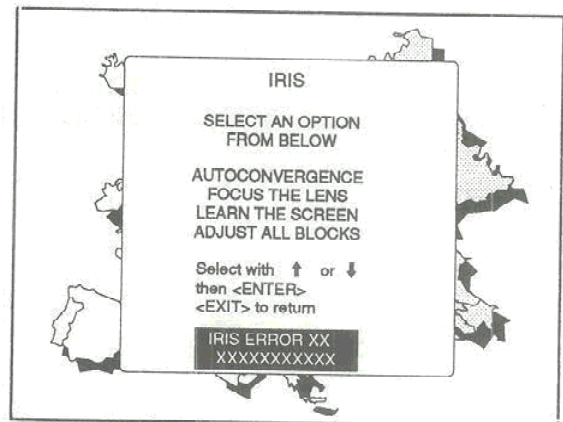 IRIS
SELECT AN OPTION
FROM BELOW
AUTOCONVERGENCE
FOCUS THE LENS
LEARN THE SCREEN
ADJUST ALL BLOCKS
Select with ↑ or ↓
then <ENTER>
<EXIT> to return
IRIS ERROR XX
XXXXXXXXXXX